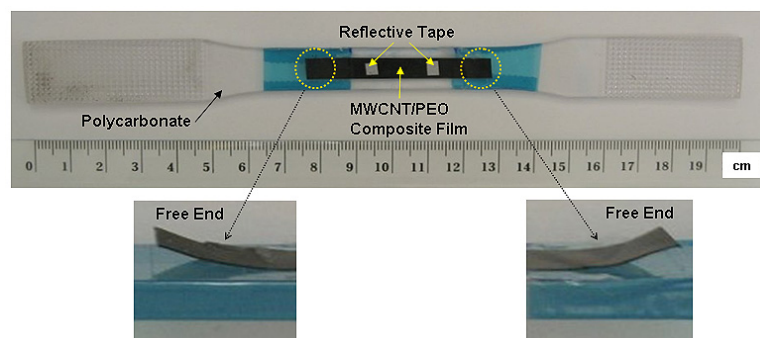 Reflective Tape
Polycarbonate
MWCNT/PEO
Composite Film
0 1 2 3 4 5 6 7 8 9 10 11 12 13 14 15 16 17 18 19 cm
Free End
Free End